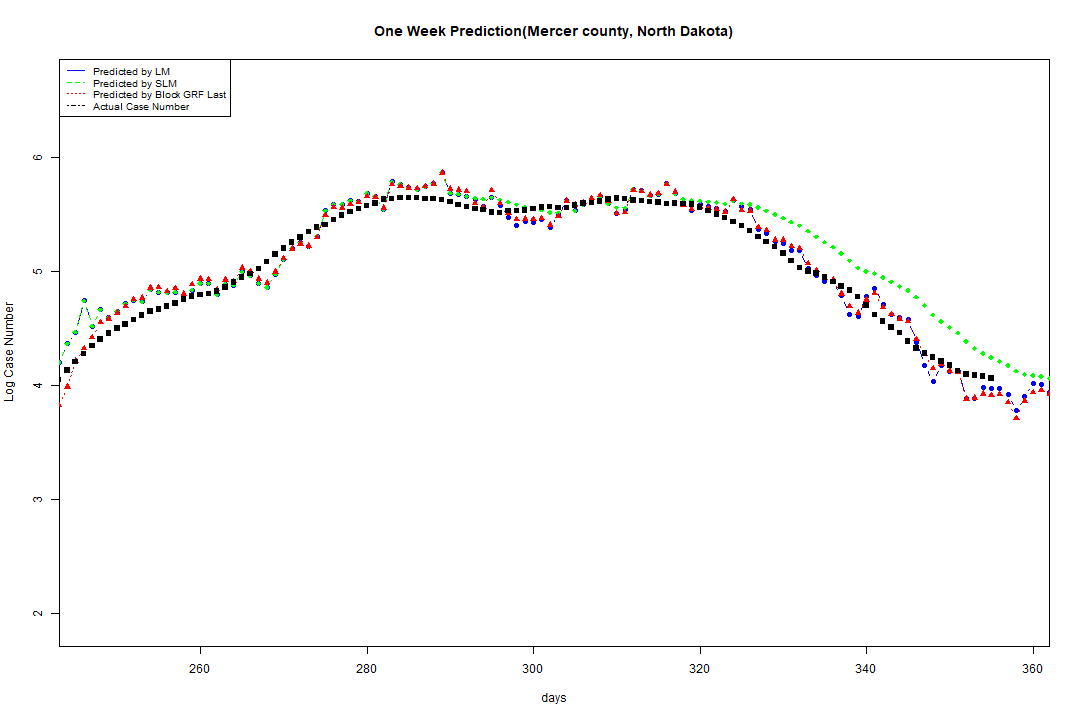 One Week Prediction(Mercer county, North Dakota)
Predicted by LM
Predicted by SLM
Predicted by Block GRF Last
Actual Case Number
6
5
4
3
2
Log Case Number
260 280 300 320 340 360
days